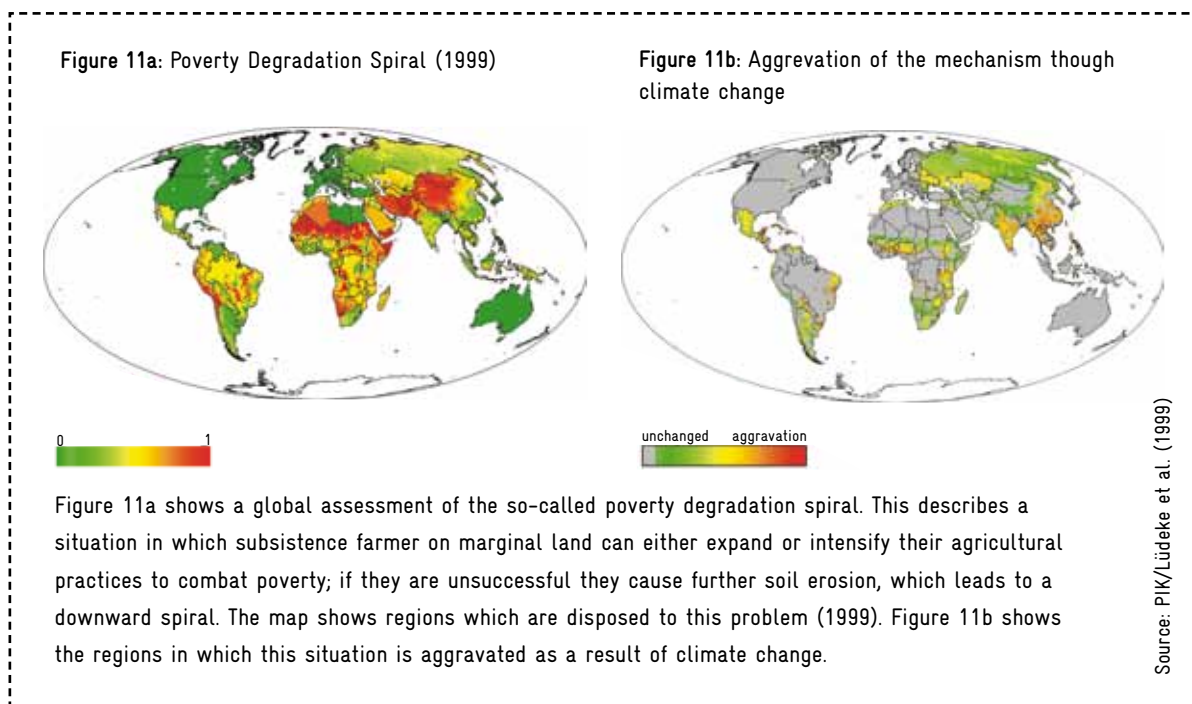 Figure 11a: Poverty Degradation Spiral (1999)
Figure 11b: Aggrevation of the mechanism though
climate change
0 1
unchanged aggravation
Figure 11a shows a global assessment of the so-called poverty degradation spiral. This describes a
situation in which subsistence farmer on marginal land can either expand or intensify their agricultural
practices to combat poverty; if they are unsuccessful they cause further soil erosion, which leads to a
downward spiral. The map shows regions which are disposed to this problem (1999). Figure 11b shows
the regions in which this situation is aggravated as a result of climate change.
Source: PIK/Lüdeke et al. (1999)